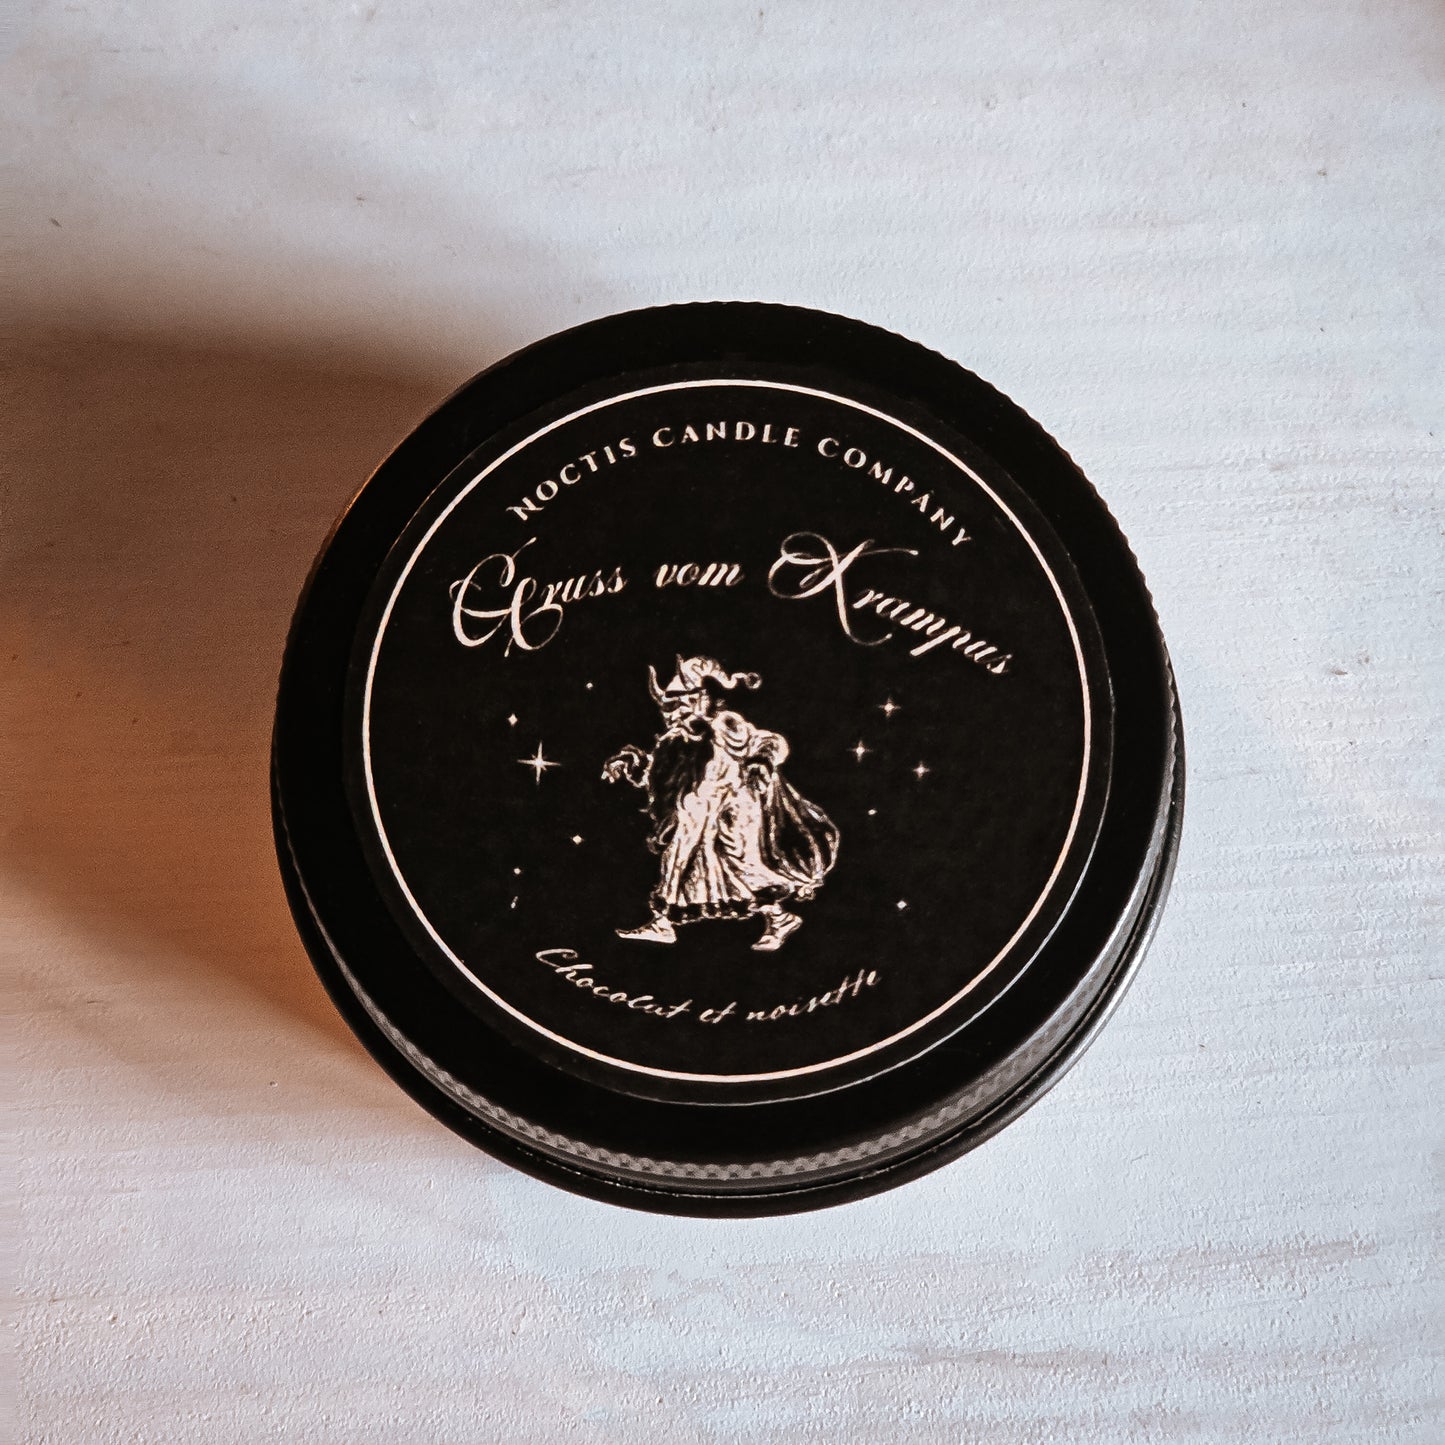 NOCTIS CANDLE COMPANY
Gruss vom Krampus
Chocolat et noisette